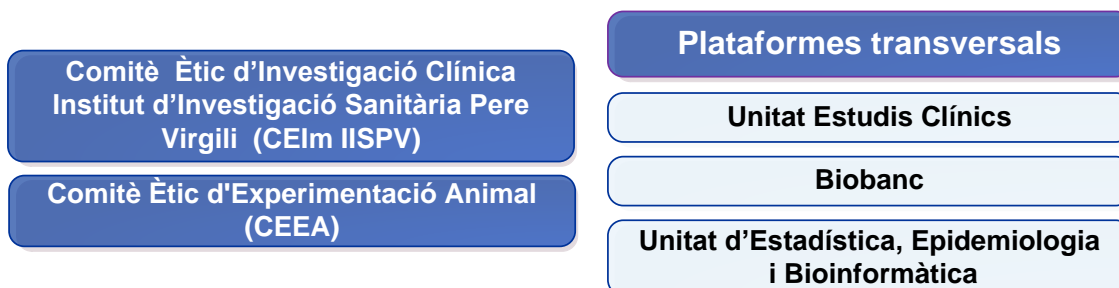 Comitè Ètic d’Investigació Clínica
Institut d’Investigació Sanitària Pere
Virgili (CEIm IISPV)
Comitè Ètic d'Experimentació Animal
(CEEA)
Plataformes transversals
Unitat Estudis Clínics
Biobanc
Unitat d’Estadística, Epidemiologia
i Bioinformàtica